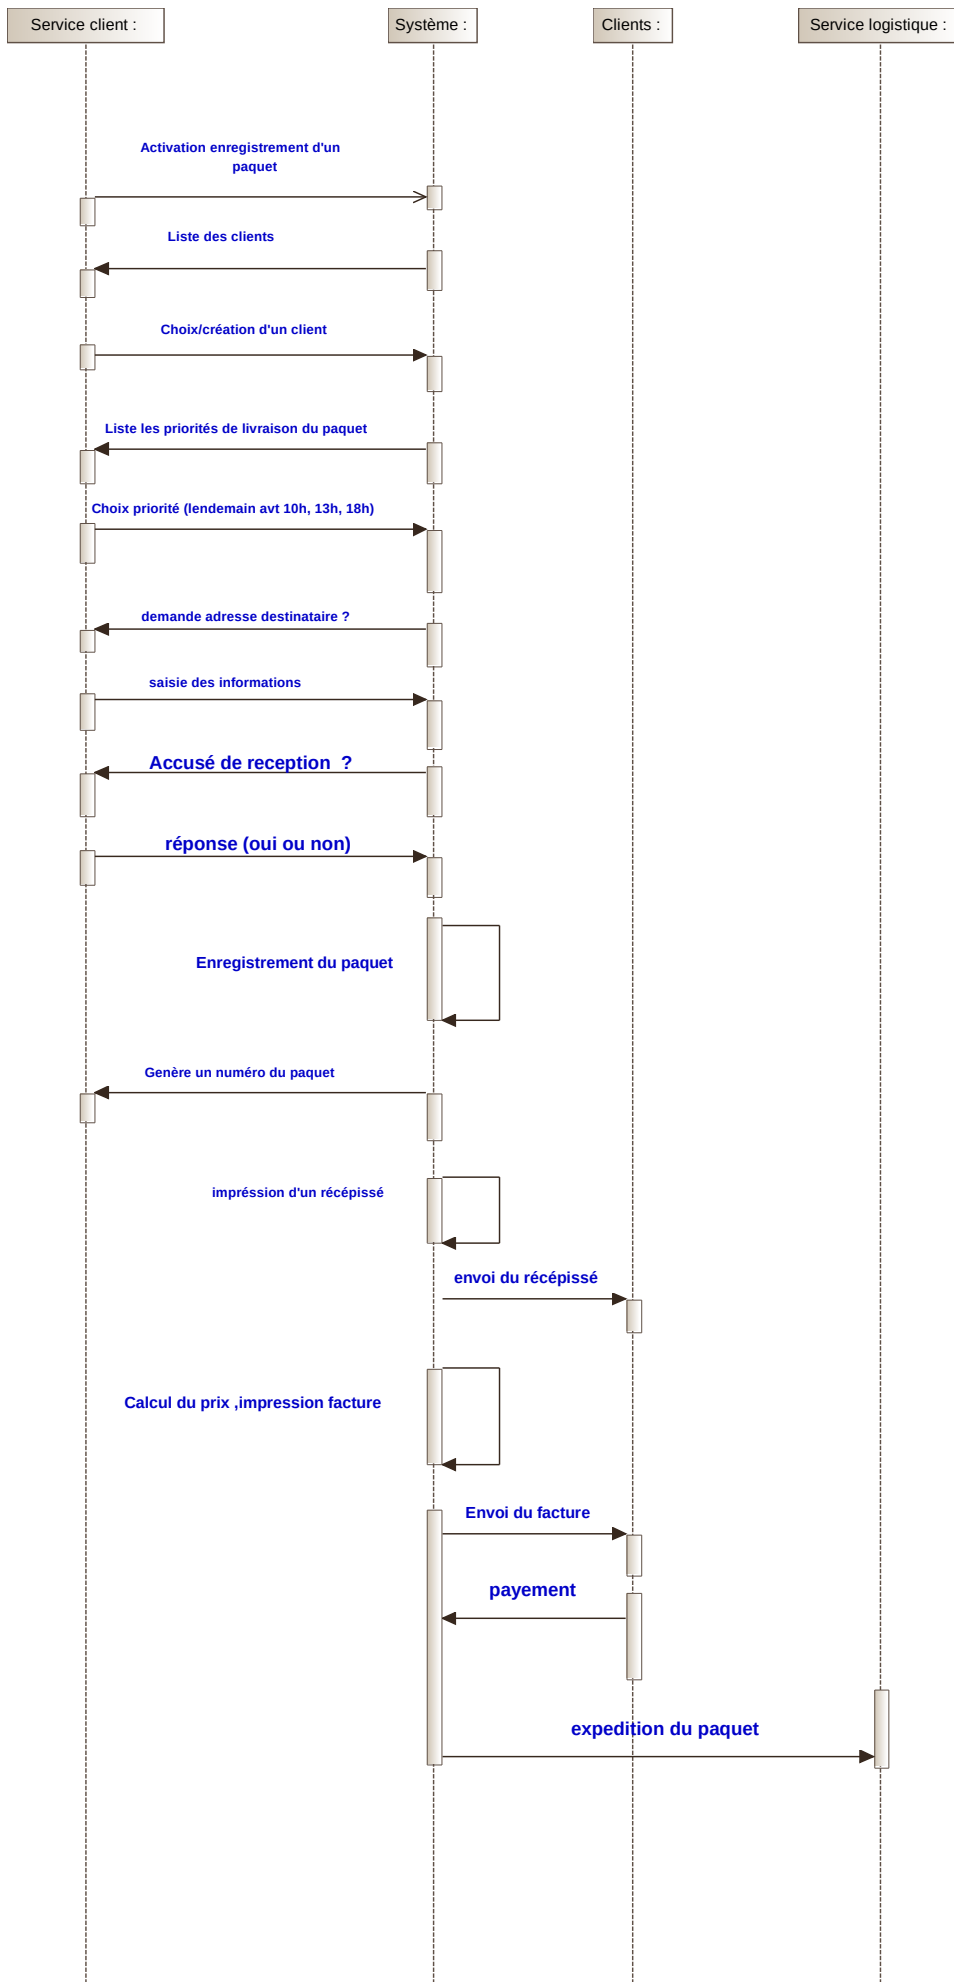 Service client :
Système :
Clients :
Service logistique :
Activation enregistrement d'un
paquet
Liste des clients
Choix/création d'un client
Liste les priorités de livraison du paquet
Choix priorité (lendemain avt 10h, 13h, 18h)
demande adresse destinataire ?
saisie des informations
Accusé de reception  ?
réponse (oui ou non)
Enregistrement du paquet
Genère un numéro du paquet
impréssion d'un récépissé
envoi du récépissé
Calcul du prix ,impression facture
Envoi du facture
payement
expedition du paquet